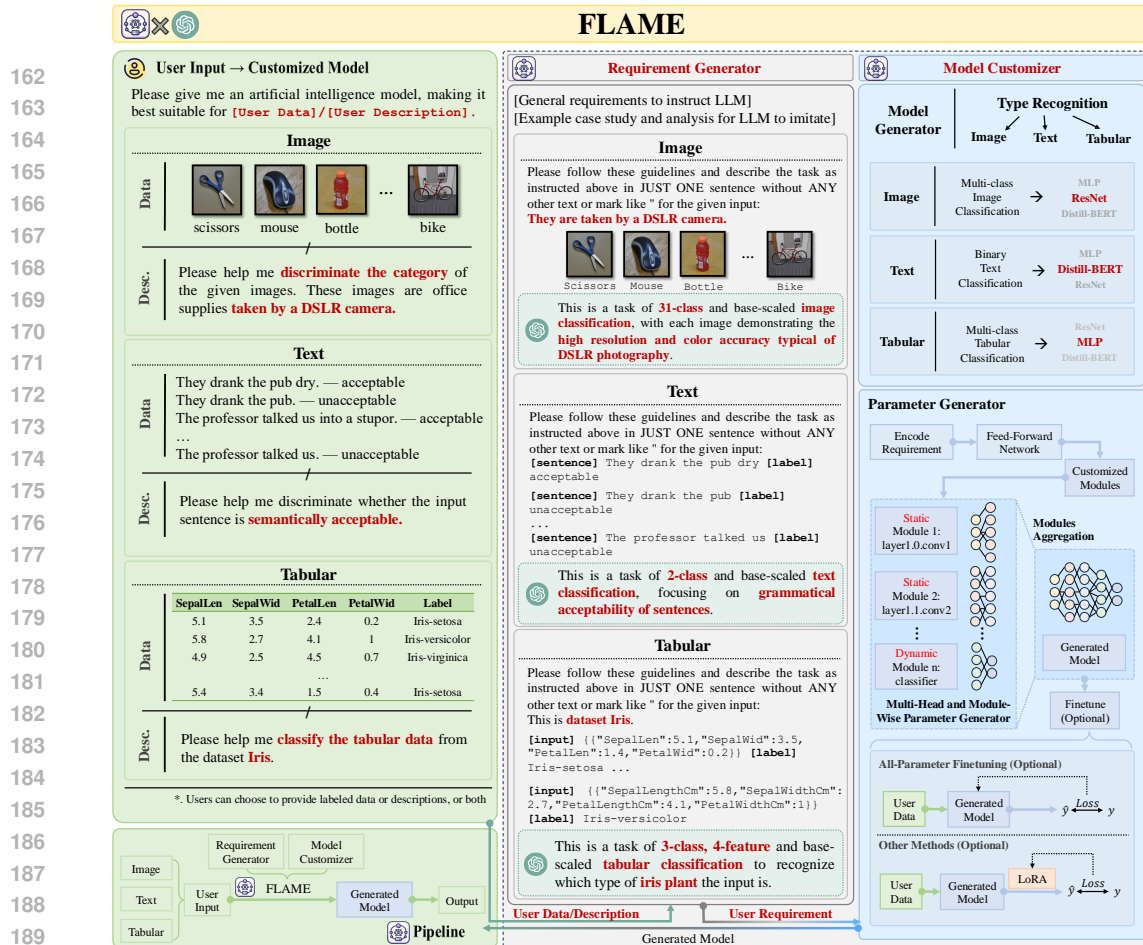 FLAME
162
163
164
165
166
167
168
169
170
171
172
173
174
175
176
177
178
179
180
181
182
183
184
185
186
187
188
189
User Input → Customized Model
Please give me an artificial intelligence model, making it
best suitable for [User Data]/[User Description].
Image
Data
scissors mouse bottle ... bike
/
Desc.
Please help me discriminate the category of
the given images. These images are office
supplies taken by a DSLR camera.
Text
Data
They drank the pub dry. — acceptable
They drank the pub. — unacceptable
The professor talked us into a stupor. — acceptable
...
The professor talked us. — unacceptable
/
Desc.
Please help me discriminate whether the input
sentence is semantically acceptable.
Tabular
Data
SepalLen SepalWid PetalLen PetalWid Label
5.1 3.5 2.4 0.2 Iris-setosa
5.8 2.7 4.1 1 Iris-versicolor
4.9 2.5 4.5 0.7 Iris-virginica
...
5.4 3.4 1.5 0.4 Iris-setosa
/
Desc.
Please help me classify the tabular data from
the dataset Iris.
*. Users can choose to provide labeled data or descriptions, or both
Requirement
Generator
Model
Customizer
Image
Text
Tabular
User
Input
FLAME
Generated
Model
Output
Pipeline
Requirement Generator
[General requirements to instruct LLM]
[Example case study and analysis for LLM to imitate]
Image
Please follow these guidelines and describe the task as
instructed above in JUST ONE sentence without ANY
other text or mark like " for the given input:
They are taken by a DSLR camera.
Scissors Mouse Bottle ... Bike
This is a task of 31-class and base-scaled image
classification, with each image demonstrating the
high resolution and color accuracy typical of
DSLR photography.
Text
Please follow these guidelines and describe the task as
instructed above in JUST ONE sentence without ANY
other text or mark like " for the given input:
[sentence] They drank the pub dry [label]
acceptable
[sentence] They drank the pub [label]
unacceptable
...
[sentence] The professor talked us [label]
unacceptable
This is a task of 2-class and base-scaled text
classification, focusing on grammatical
acceptability of sentences.
Tabular
Please follow these guidelines and describe the task as
instructed above in JUST ONE sentence without ANY
other text or mark like " for the given input:
This is dataset Iris.
[input] {{"SepalLen":5.1,"SepalWid":3.5,
"PetalLen":1.4,"PetalWid":0.2}} [label]
Iris-setosa ...
[input] {{"SepalLengthCm":5.8,"SepalWidthCm":
2.7,"PetalLengthCm":4.1,"PetalWidthCm":1}}
[label] Iris-versicolor
This is a task of 3-class, 4-feature and base-
scaled tabular classification to recognize
which type of iris plant the input is.
User Data/Description
User Requirement
Generated Model
Model Customizer
Model
Generator
Type Recognition
Image Text Tabular
Image
Multi-class
Image
Classification
→
MLP
ResNet
Distill-BERT
Text
Binary
Text
Classification
→
MLP
Distill-BERT
ResNet
Tabular
Multi-class
Tabular
Classification
→
ResNet
MLP
Distill-BERT
Parameter Generator
Encode
Requirement
Feed-Forward
Network
Customized
Modules
Static
Module 1:
layer1.0.conv1
Static
Module 2:
layer1.1.conv2
Dynamic
Module n:
classifier
Multi-Head and Module-
Wise Parameter Generator
Modules
Aggregation
Generated
Model
Finetune
(Optional)
All-Parameter Finetuning (Optional)
User
Data
Generated
Model
ŷ Loss y
Other Methods (Optional)
User
Data
Generated
Model
LoRA
ŷ Loss y